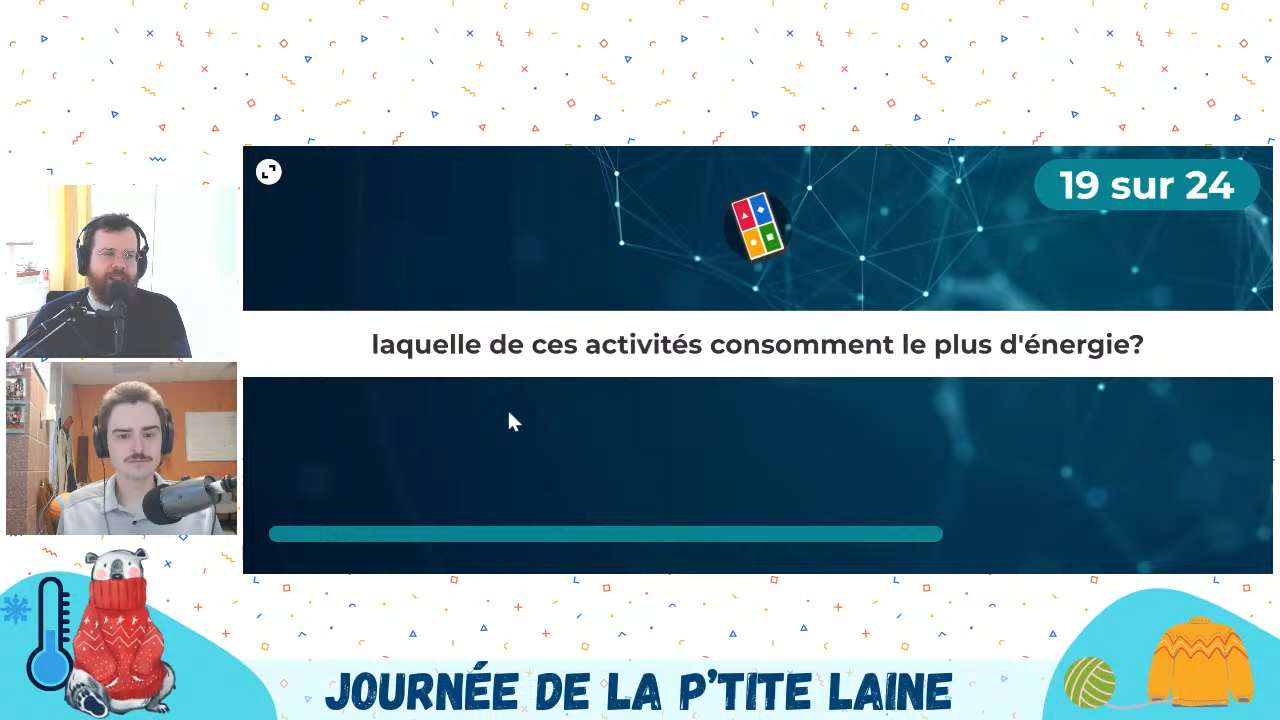 19 sur 24
laquelle de ces activités consomment le plus d'énergie?
JOURNÉE DE LA P'TITE LAINE